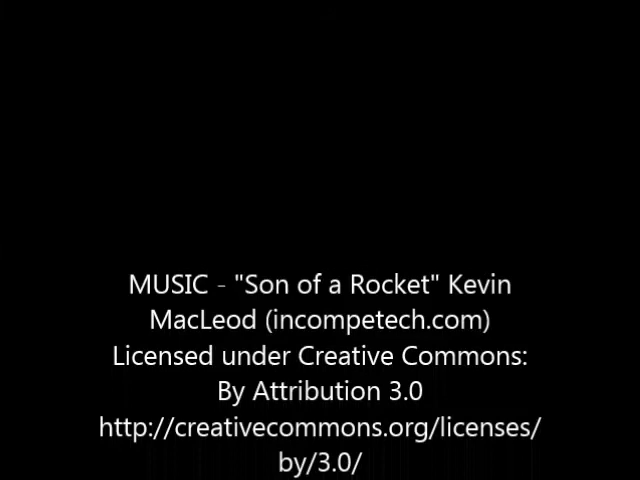 MUSIC - "Son of a Rocket" Kevin
MacLeod (incompetech.com)
Licensed under Creative Commons:
By Attribution 3.0
http://creativecommons.org/licenses/
by/3.0/